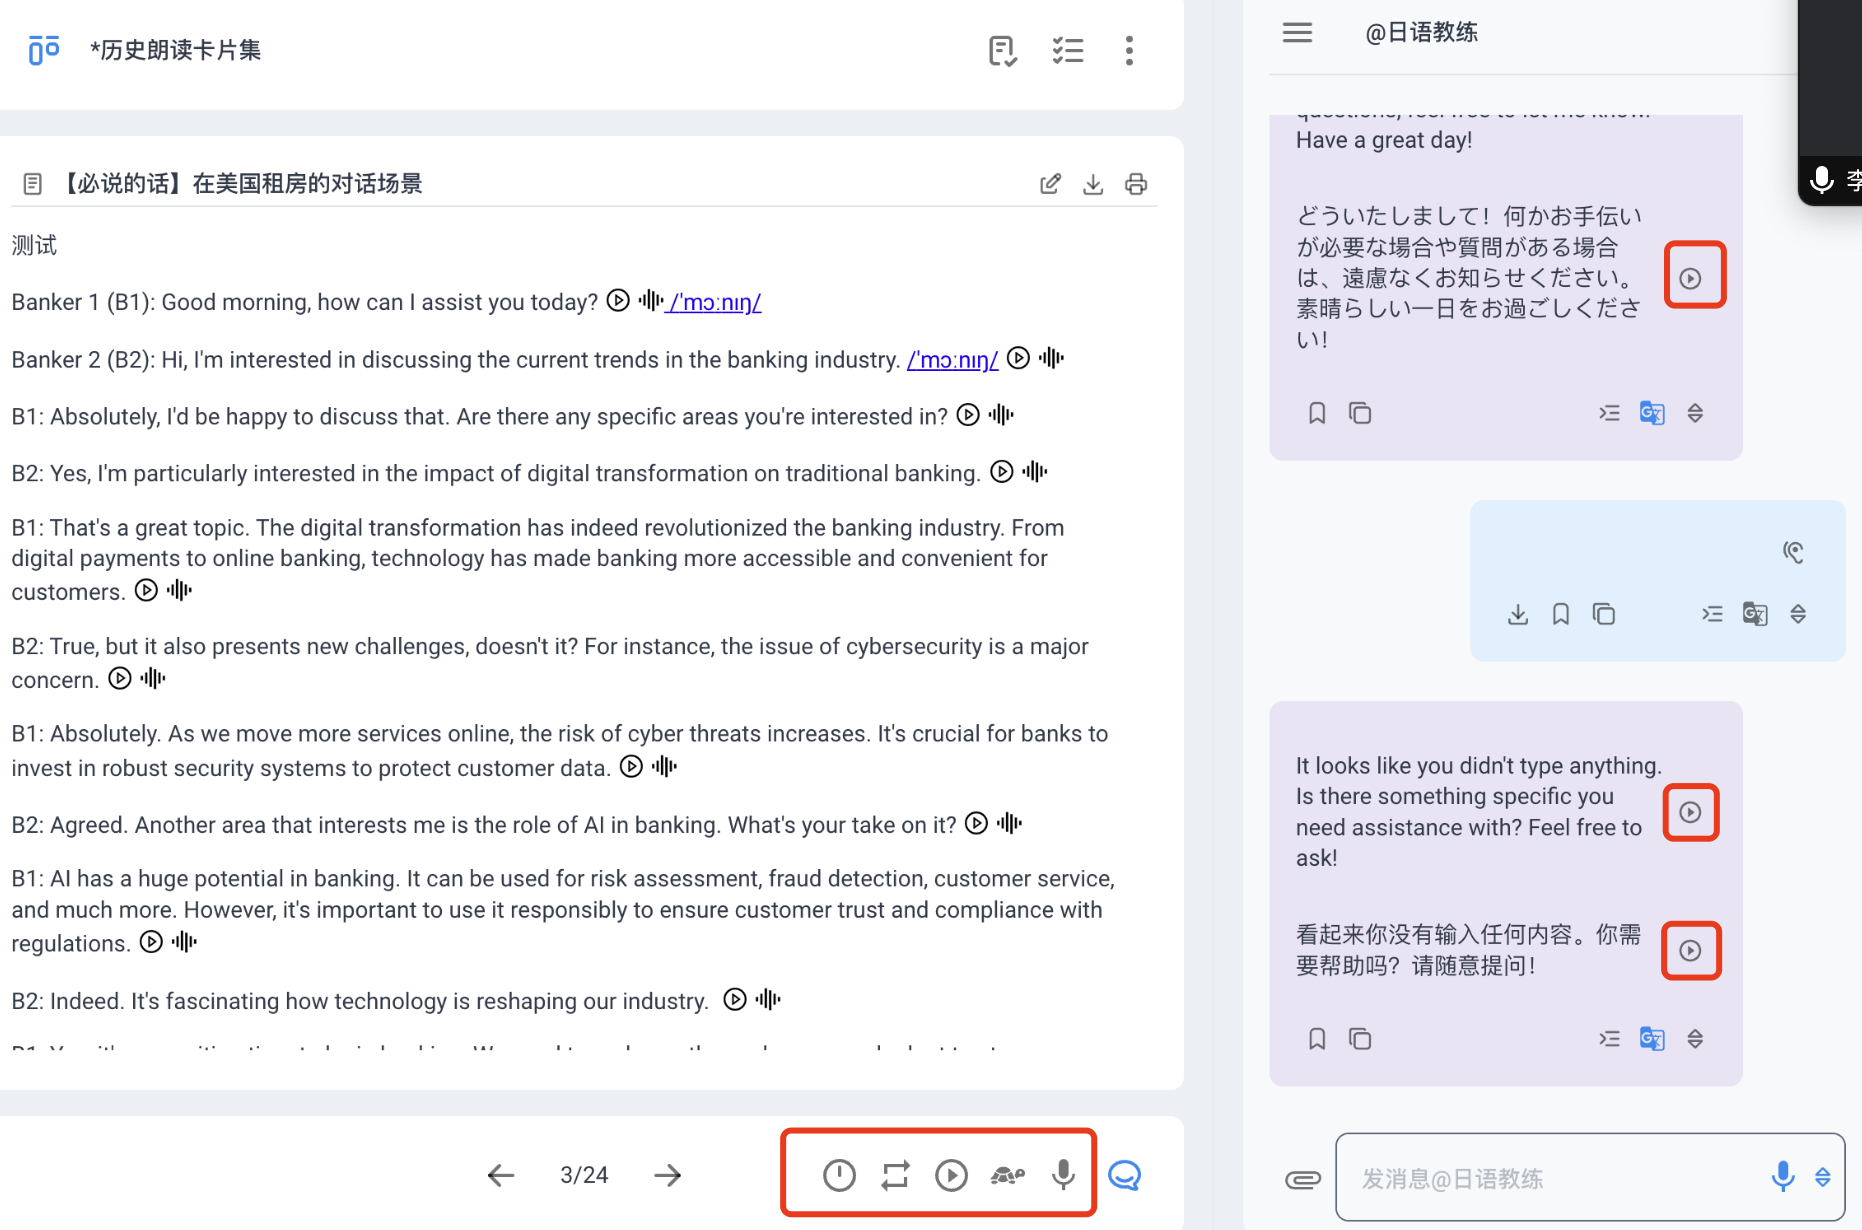 *历史朗读卡片集
【必说的话】在美国租房的对话场景
测试
Banker 1 (B1): Good morning, how can I assist you today? /'mɔːnɪŋ/
Banker 2 (B2): Hi, I'm interested in discussing the current trends in the banking industry. /'mɔːnɪŋ/
B1: Absolutely, I'd be happy to discuss that. Are there any specific areas you're interested in?
B2: Yes, I'm particularly interested in the impact of digital transformation on traditional banking.
B1: That's a great topic. The digital transformation has indeed revolutionized the banking industry. From
digital payments to online banking, technology has made banking more accessible and convenient for
customers.
B2: True, but it also presents new challenges, doesn't it? For instance, the issue of cybersecurity is a major
concern.
B1: Absolutely. As we move more services online, the risk of cyber threats increases. It's crucial for banks to
invest in robust security systems to protect customer data.
B2: Agreed. Another area that interests me is the role of AI in banking. What's your take on it?
B1: AI has a huge potential in banking. It can be used for risk assessment, fraud detection, customer service,
and much more. However, it's important to use it responsibly to ensure customer trust and compliance with
regulations.
B2: Indeed. It's fascinating how technology is reshaping our industry.
3/24
@日语教练
questions, feel free to let me know.
Have a great day!
どういたしまして！何かお手伝い
が必要な場合や質問がある場合
は、遠慮なくお知らせください。
素晴らしい一日をお過ごしくださ
い！
It looks like you didn't type anything.
Is there something specific you
need assistance with? Feel free to
ask!
看起来你没有输入任何内容。你需
要帮助吗？请随意提问！
发消息@日语教练
李